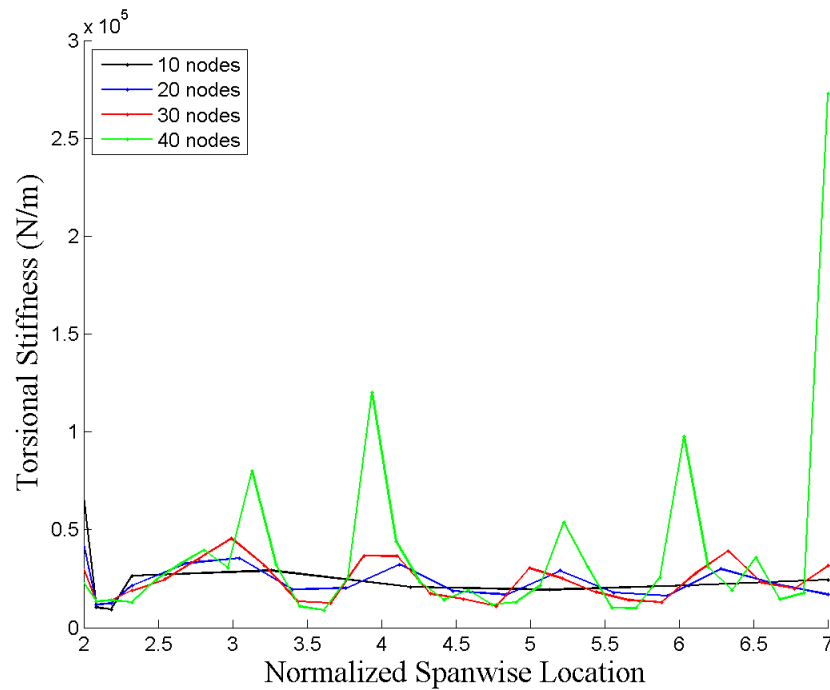 x 10^5
3
2.5
2
1.5
1
0.5
0
10 nodes
20 nodes
30 nodes
40 nodes
Torsional Stiffness (N/m)
2 2.5 3 3.5 4 4.5 5 5.5 6 6.5 7
Normalized Spanwise Location